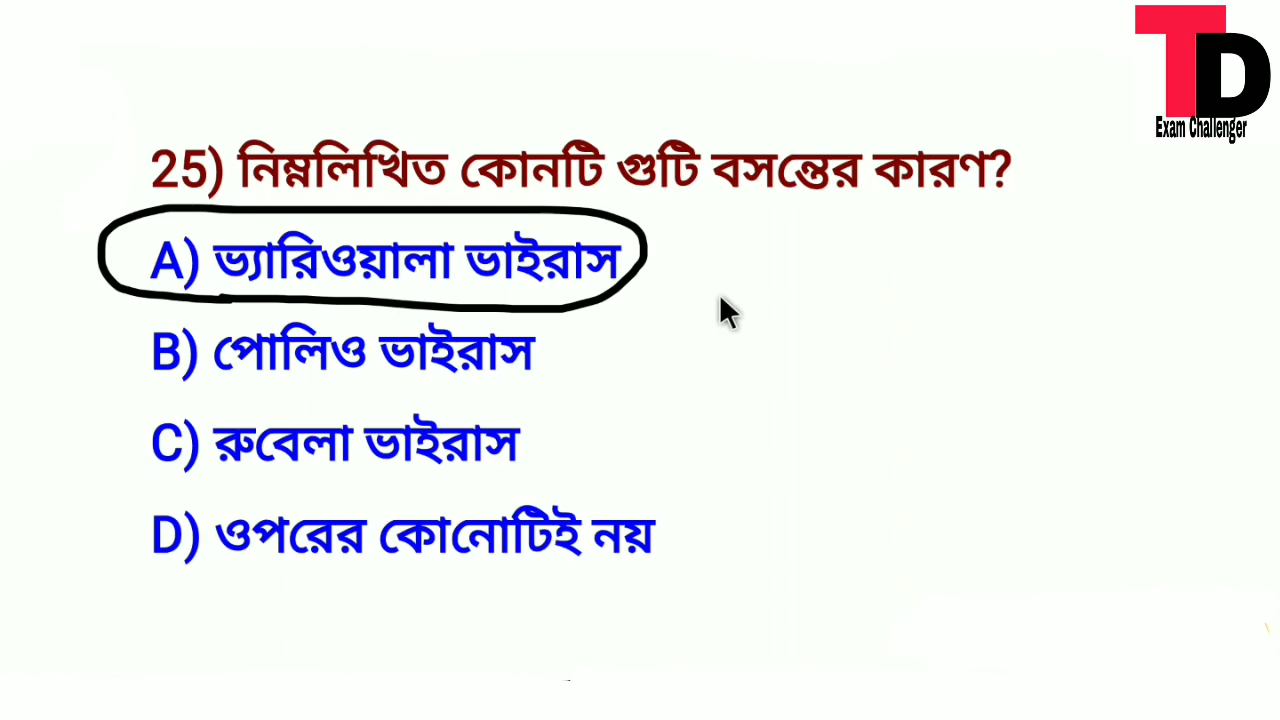 TD
Exam Challenger
25) নিম্নলিখিত কোনটি গুটি বসন্তের কারণ?
A) ভ্যারিওয়ালা ভাইরাস
B) পোলিও ভাইরাস
C) রুবেলা ভাইরাস
D) ওপরের কোনোটিই নয়